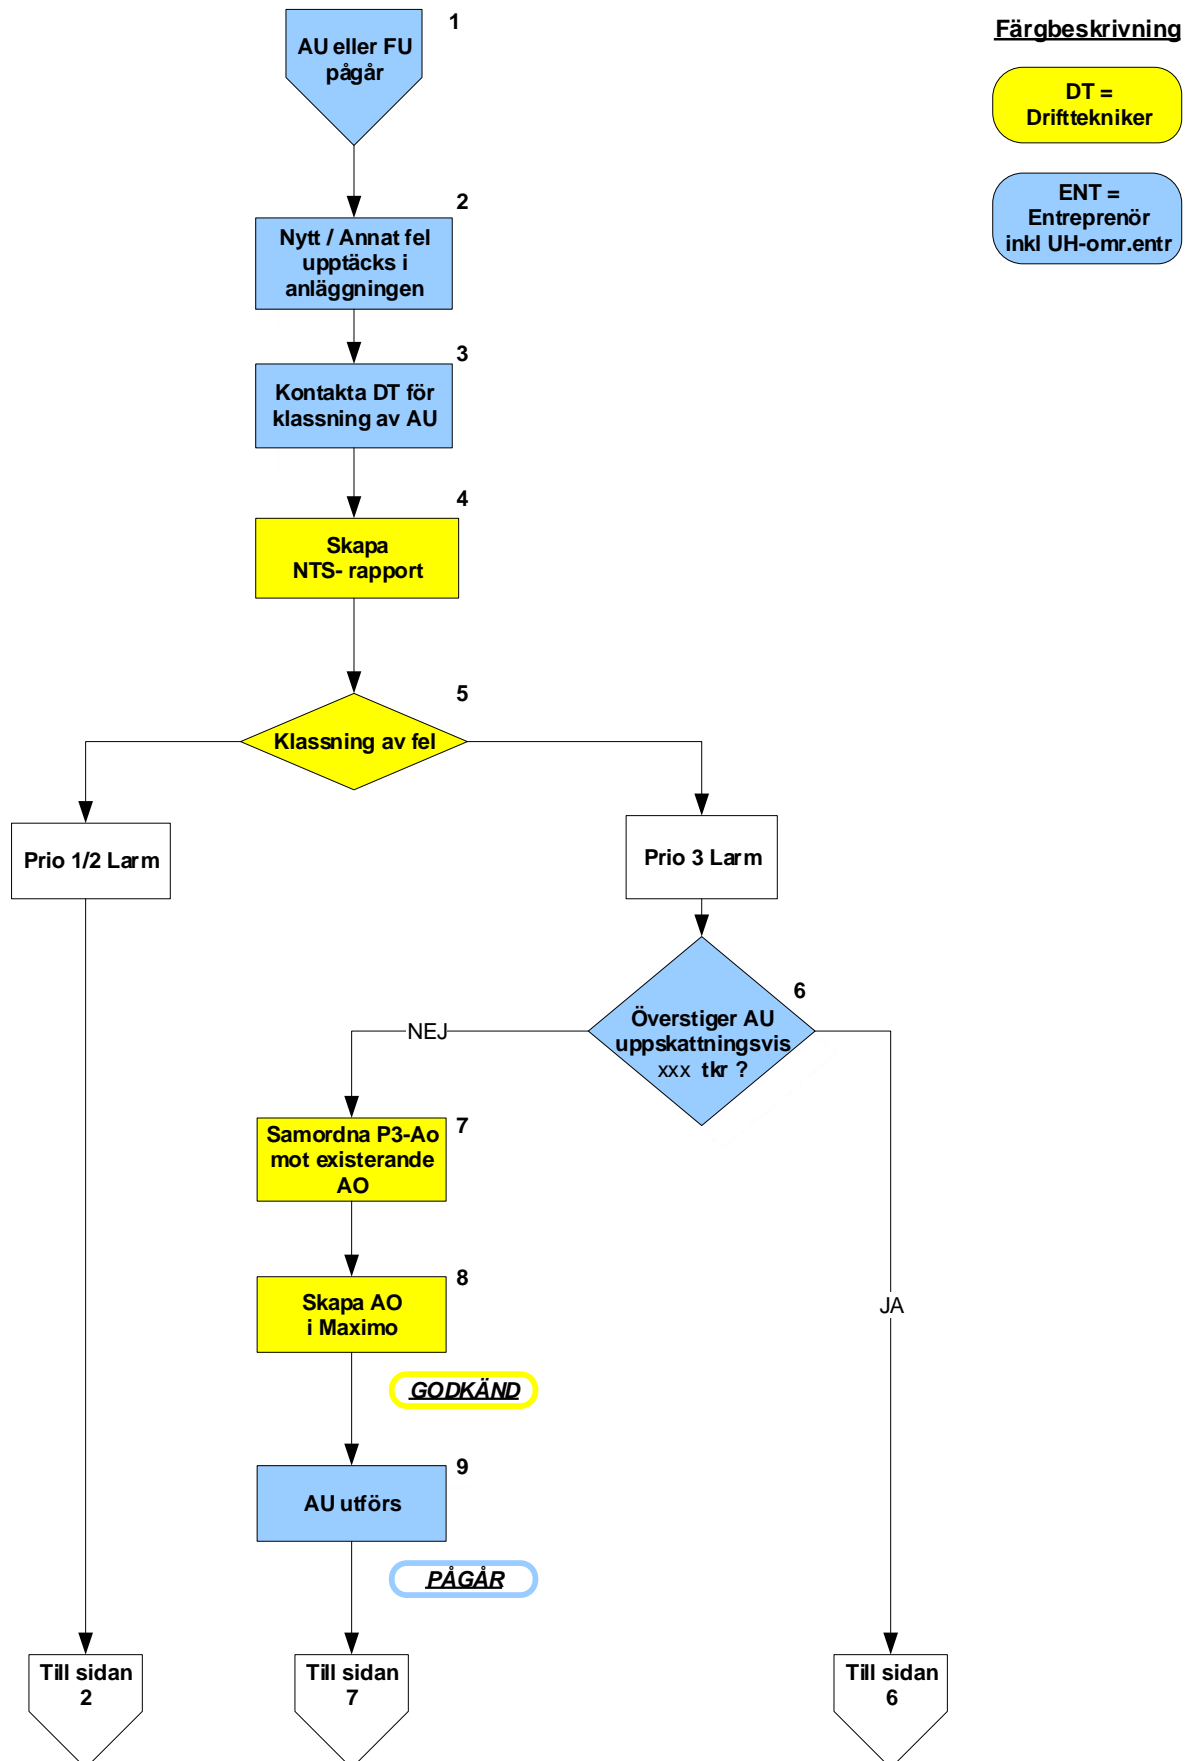 1
AU eller FU
pågår
Färgbeskrivning
DT =
Drifttekniker
ENT =
Entreprenör
inkl UH-omr.entr
2
Nytt / Annat fel
upptäcks i
anläggningen
3
Kontakta DT för
klassning av AU
4
Skapa
NTS- rapport
5
Klassning av fel
Prio 1/2 Larm
Prio 3 Larm
6
Överstiger AU
uppskattningsvis
xxx tkr ?
NEJ
JA
7
Samordna P3-Ao
mot existerande
AO
8
Skapa AO
i Maximo
GODKÄND
9
AU utförs
PÅGÅR
Till sidan
2
Till sidan
7
Till sidan
6